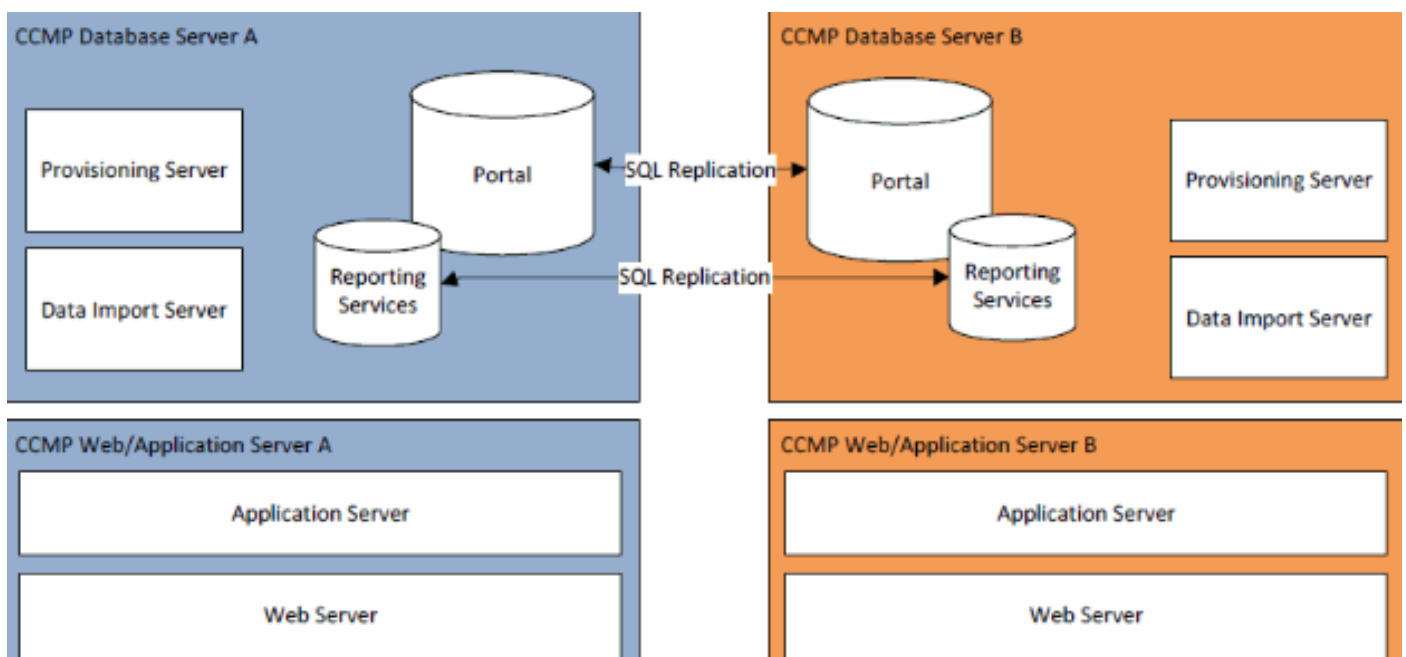 CCMP Database Server A
Provisioning Server
Data Import Server
Portal
Reporting
Services
SQL Replication
SQL Replication
CCMP Database Server B
Portal
Reporting
Services
Provisioning Server
Data Import Server
CCMP Web/Application Server A
Application Server
Web Server
CCMP Web/Application Server B
Application Server
Web Server